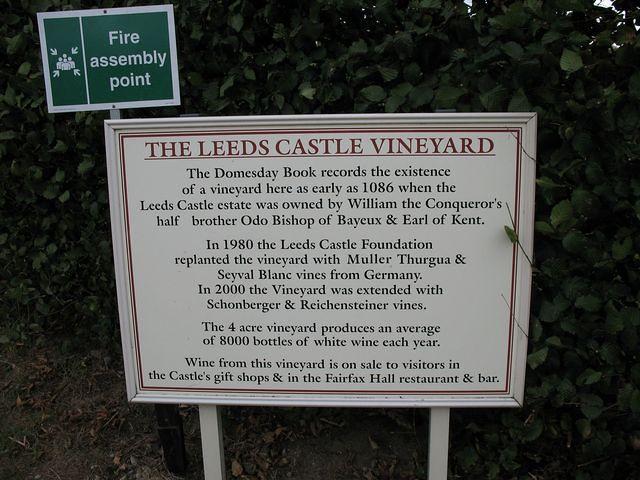 Fire
assembly
point
THE LEEDS CASTLE VINEYARD
The Domesday Book records the existence
of a vineyard here as early as 1086 when the
Leeds Castle estate was owned by William the Conqueror's
half brother Odo Bishop of Bayeux & Earl of Kent.
In 1980 the Leeds Castle Foundation
replanted the vineyard with Muller Thurgua &
Seyval Blanc vines from Germany.
In 2000 the Vineyard was extended with
Schonberger & Reichensteiner vines.
The 4 acre vineyard produces an average
of 8000 bottles of white wine each year.
Wine from this vineyard is on sale to visitors in
the Castle's gift shops & in the Fairfax Hall restaurant & bar.